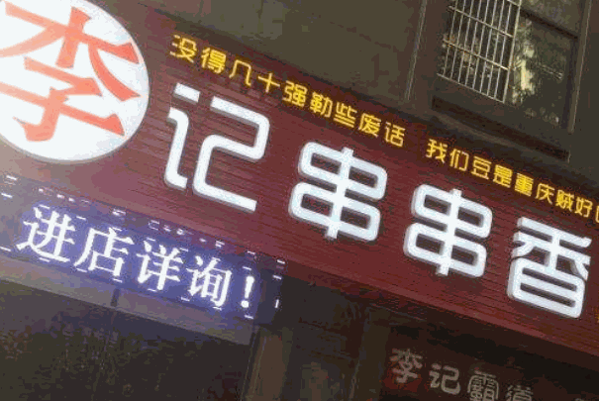 没得几十强勒些废话 我们豆是重庆贼好
李记串串香
进店详询！
李记霸道